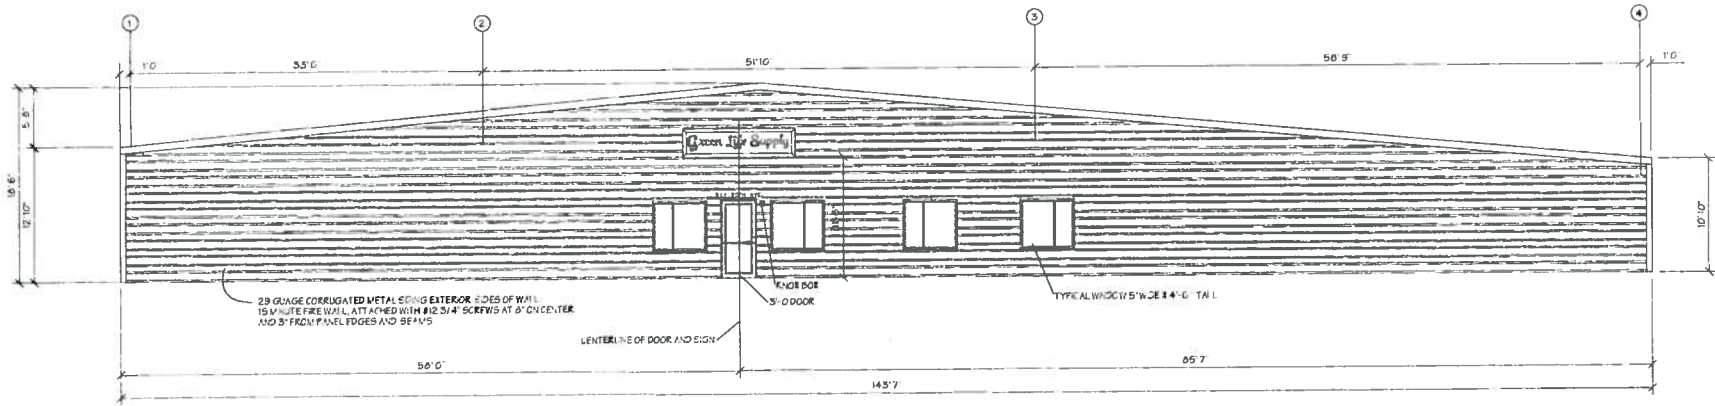 1
2
3
4
1'0"
33'0"
51'10"
58'9"
1'0"
5'8"
18'6"
12'10"
10'10"
Green Life Supply
KNOX BOX
3'-0 DOOR
29 GUAGE CORRUGATED METAL SIDING EXTERIOR SIDES OF WALL
15 MINUTE FIRE WALL, ATTACHED WITH #12 3/4" SCREWS AT 8" ON CENTER
AND 3" FROM PANEL EDGES AND SEAMS
TYPICAL WINDOW 5' WIDE X 4'-0" TALL
CENTERLINE OF DOOR AND SIGN
58'0"
85'7"
143'7"